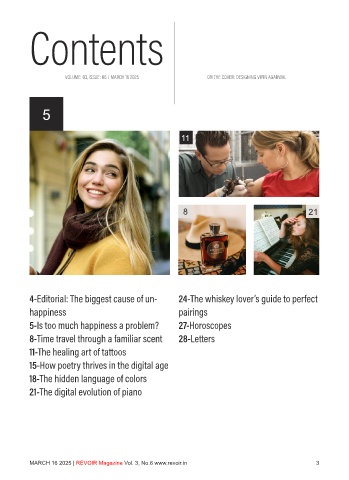 Contents
VOLUME: 03, ISSUE: 06 I MARCH 16 2025
ON THE COVER: DESIGNING VIPIN AGARWAL
5
11
8
21
4-Editorial: The biggest cause of un-
happiness
5-Is too much happiness a problem?
8-Time travel through a familiar scent
11-The healing art of tattoos
15-How poetry thrives in the digital age
18-The hidden language of colors
21-The digital evolution of piano
24-The whiskey lover's guide to perfect
pairings
27-Horoscopes
28-Letters
MARCH 16 2025 | REVOIR Magazine Vol. 3, No.6 www.revoir.in
3